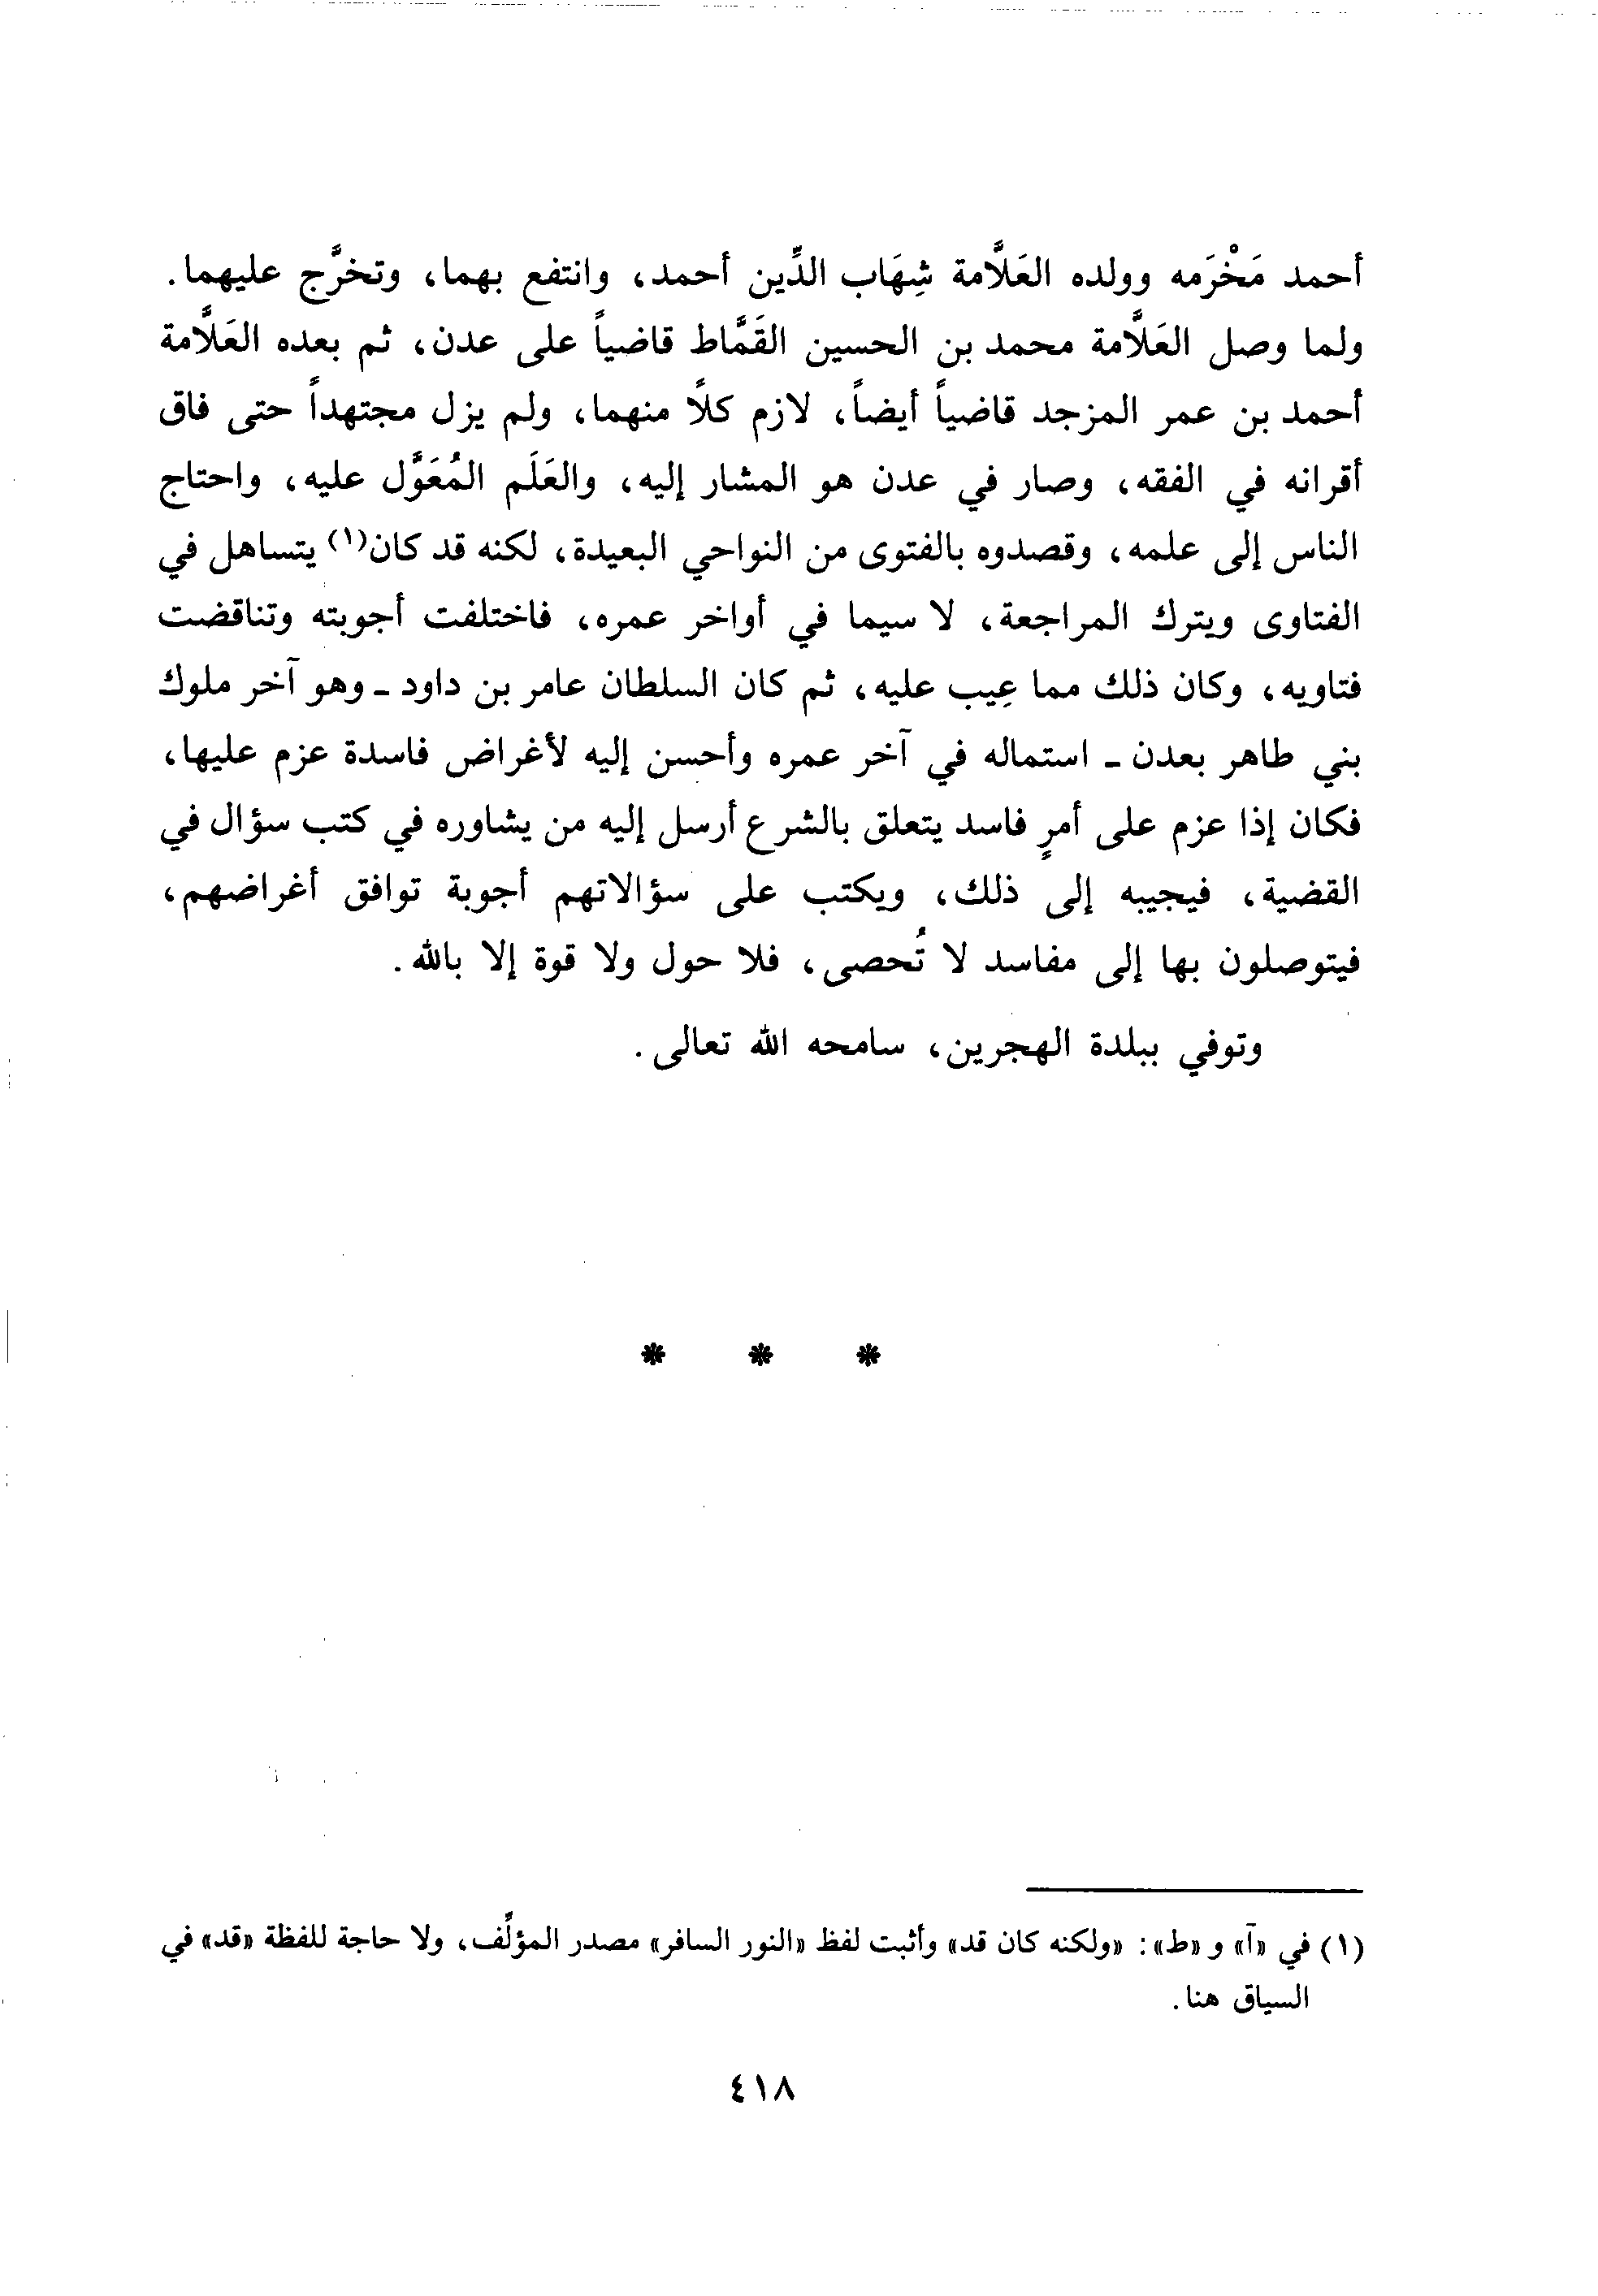 أحمد مَخْرَمه وولده العَلَّامة شِهَاب الدِّين أحمد، وانتفع بهما، وتخرَّج عليهما.
ولما وصل العَلَّامة محمد بن الحسين القَمَّاط قاضياً على عدن، ثم بعده العَلَّامة
أحمد بن عمر المزجد قاضياً أيضاً، لازم كلاً منهما، ولم يزل مجتهداً حتى فاق
أقرانه في الفقه، وصار في عدن هو المشار إليه، والعَلَم المُعَوَّل عليه، واحتاج
الناس إلى علمه، وقصدوه بالفتوى من النواحي البعيدة، لكنه قد كان(١) يتساهل في
الفتاوى ويترك المراجعة، لا سيما في أواخر عمره، فاختلفت أجوبته وتناقضت
فتاويه، وكان ذلك مما عِيب عليه، ثم كان السلطان عامر بن داود ـ وهو آخر ملوك
بني طاهر بعدن ـ استماله في آخر عمره وأحسن إليه لأغراض فاسدة عزم عليها،
فكان إذا عزم على أمرٍ فاسد يتعلق بالشرع أرسل إليه من يشاوره في كتب سؤال في
القضية، فيجيبه إلى ذلك، ويكتب على سؤالاتهم أجوبة توافق أغراضهم،
فيتوصلون بها إلى مفاسد لا تُحصى، فلا حول ولا قوة إلا بالله.
وتوفي ببلدة الهجرين، سامحه الله تعالى.
* * *
(١) في «آ» و «ط»: «ولكنه كان قد» وأثبت لفظ «النور السافر» مصدر المؤلِّف، ولا حاجة للفظة «قد» في
السياق هنا.
٤١٨